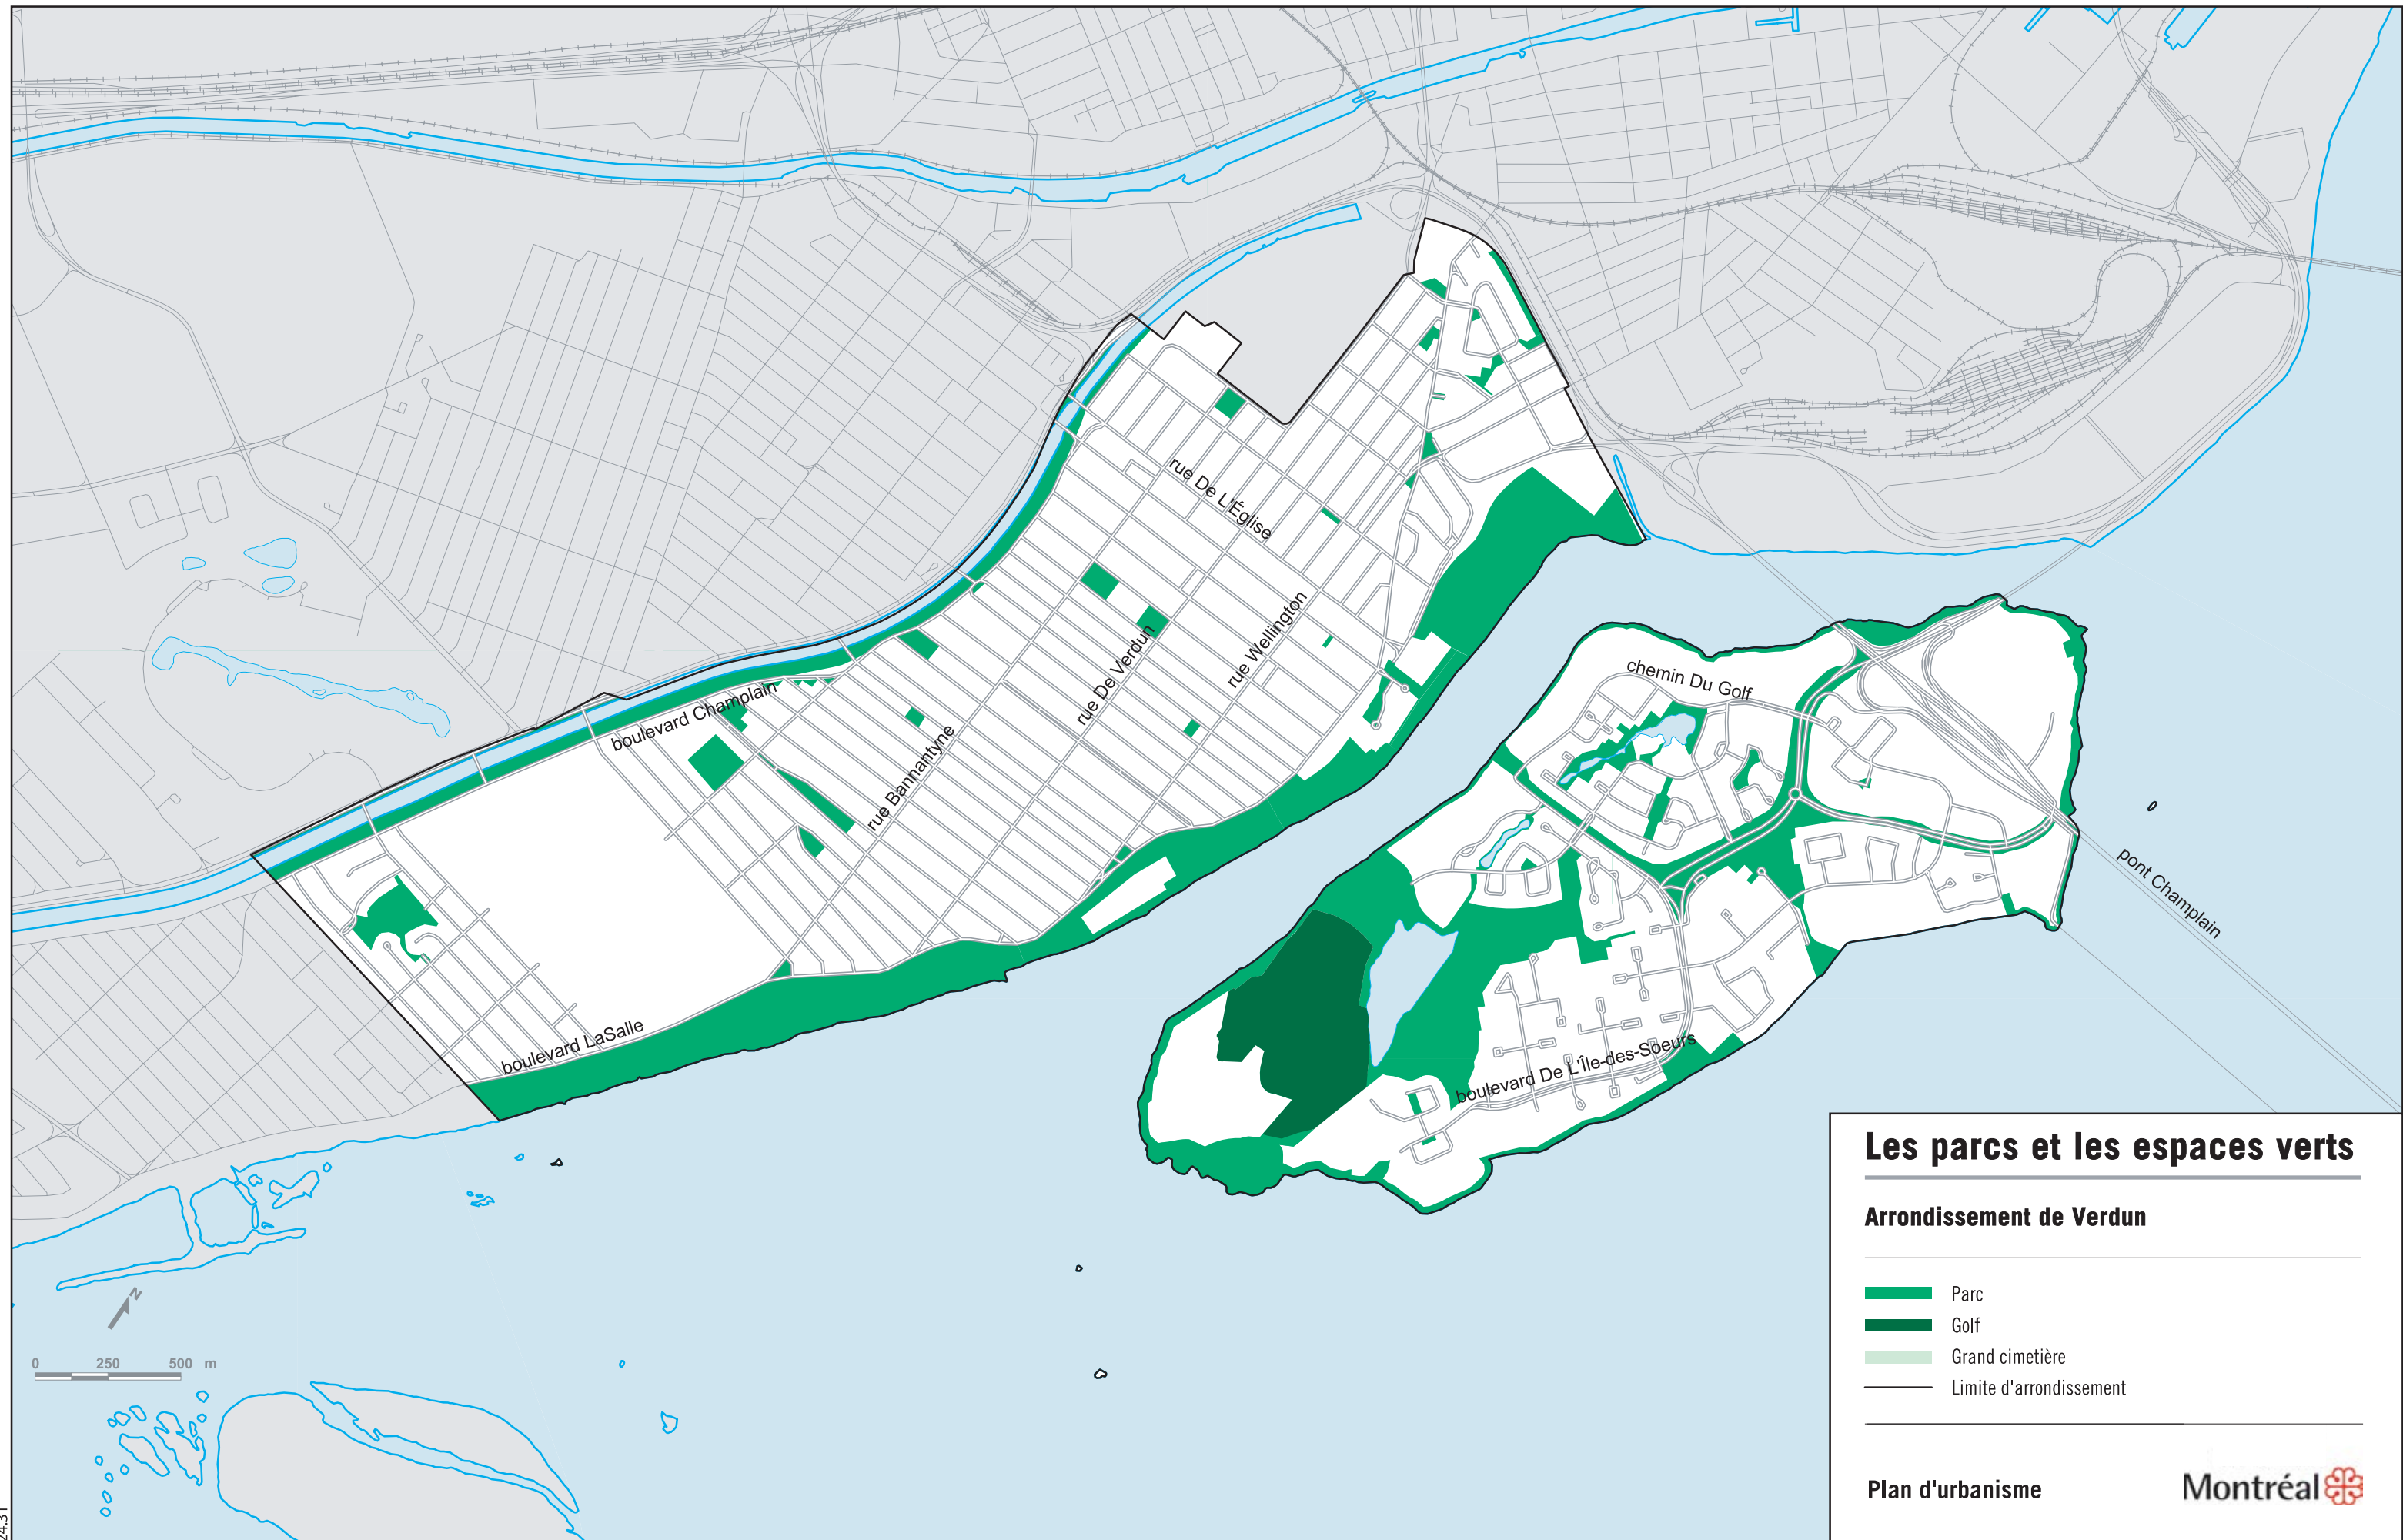 rue De L'Église
rue De Verdun
rue Wellington
boulevard Champlain
rue Bannantyne
boulevard LaSalle
chemin Du Golf
pont Champlain
boulevard De L'Île-des-Soeurs
N
0 250 500 m
Les parcs et les espaces verts
Arrondissement de Verdun
Parc
Golf
Grand cimetière
Limite d'arrondissement
Plan d'urbanisme
Montréal